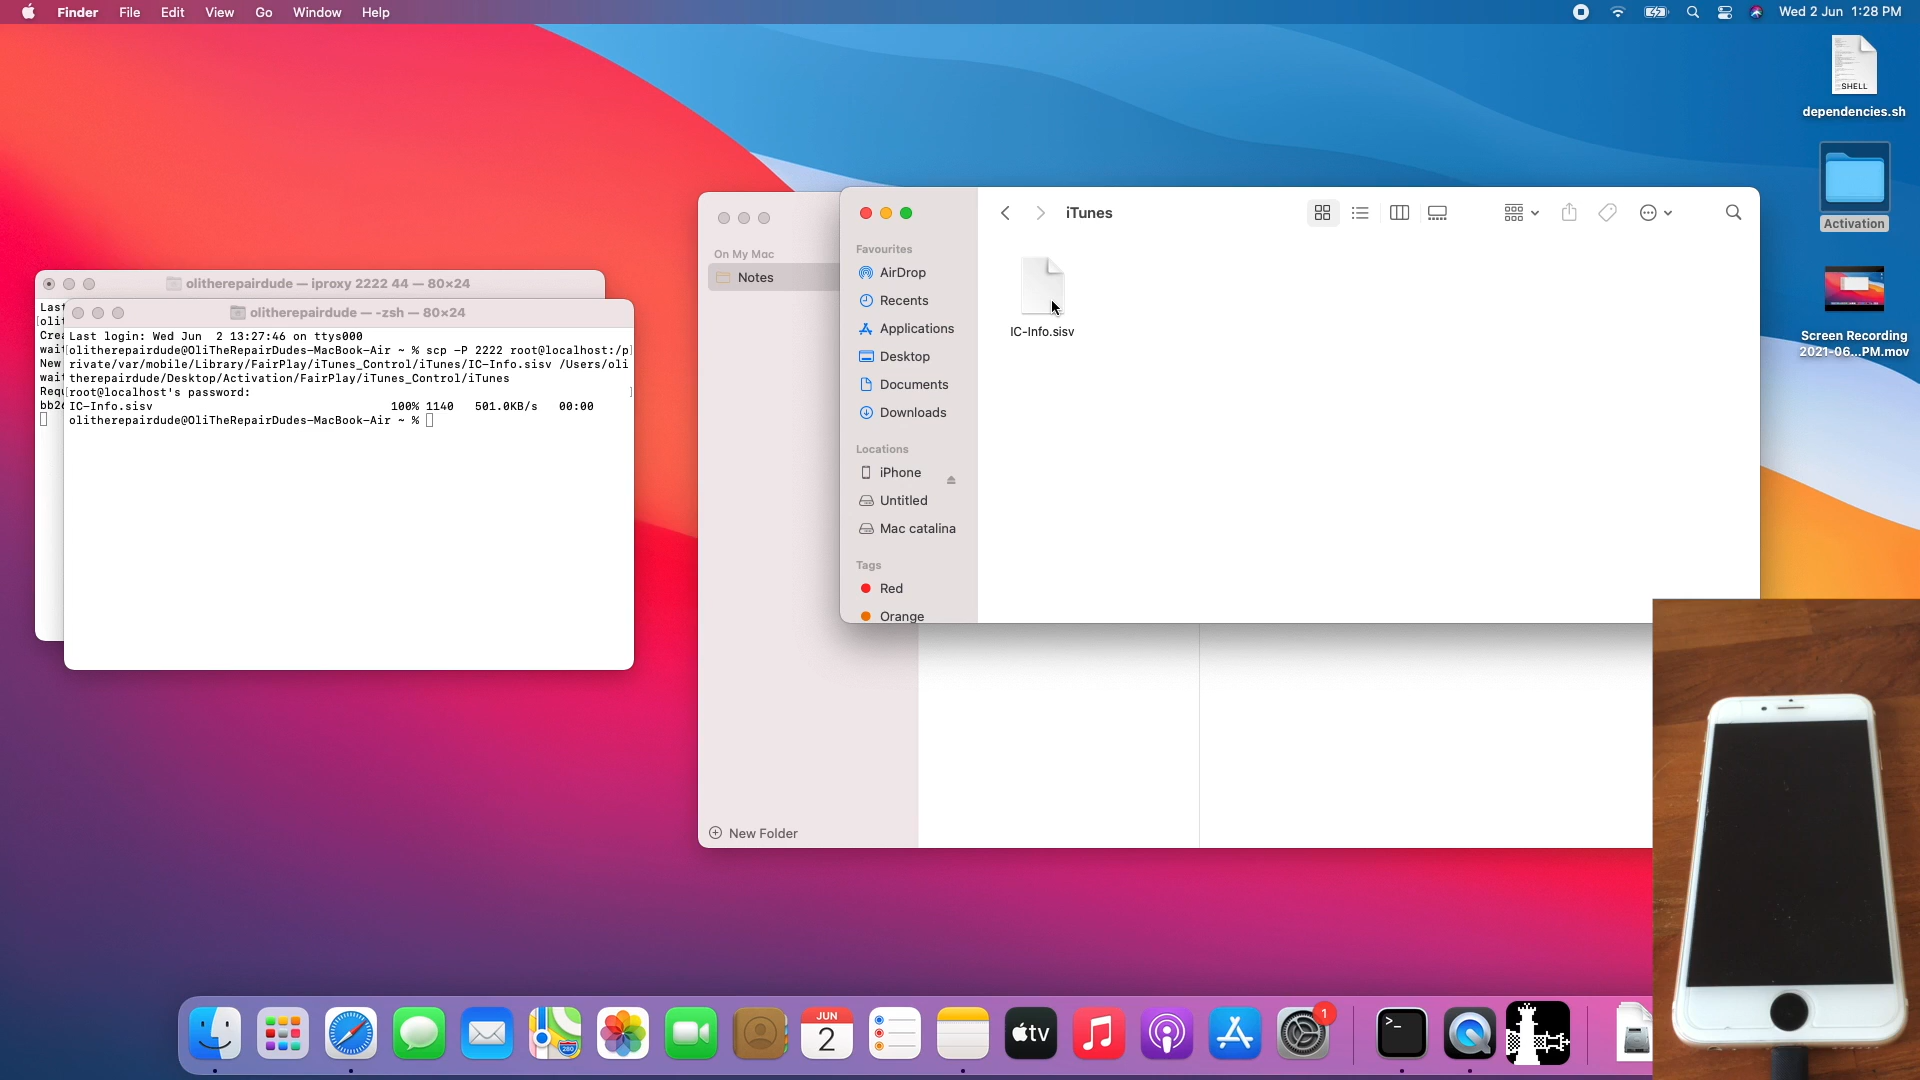 Finder File Edit View Go Window Help
Wed 2 Jun 1:28 PM
SHELL
dependencies.sh
Activation
Screen Recording
2021-06...PM.mov
olitherepairdude — iproxy 2222 44 — 80×24
olitherepairdude — -zsh — 80×24
Last login: Wed Jun  2 13:27:46 on ttys000
olitherepairdude@OliTheRepairDudes-MacBook-Air ~ % scp -P 2222 root@localhost:/p
rivate/var/mobile/Library/FairPlay/iTunes_Control/iTunes/IC-Info.sisv /Users/oli
therepairdude/Desktop/Activation/FairPlay/iTunes_Control/iTunes
root@localhost's password:
IC-Info.sisv 100% 1140 501.0KB/s 00:00
olitherepairdude@OliTheRepairDudes-MacBook-Air ~ %
On My Mac
Notes
New Folder
iTunes
Favourites
AirDrop
Recents
Applications
Desktop
Documents
Downloads
Locations
iPhone
Untitled
Mac catalina
Tags
Red
Orange
IC-Info.sisv
280
JUN
2
tv
1
>_